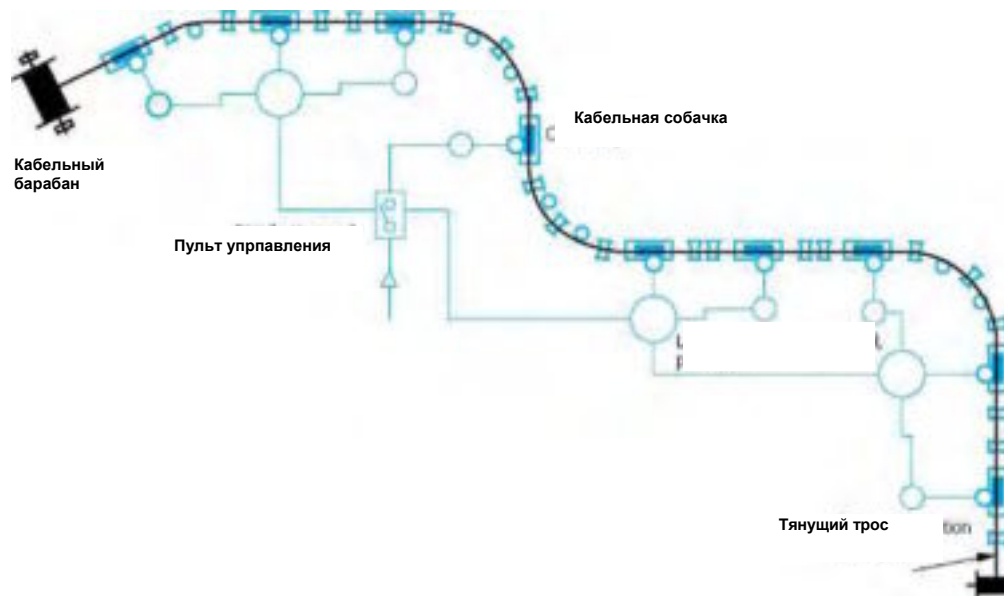 Кабельная собачка
Кабельный
барабан
Пульт упрпавления
Тянущий трос
tion